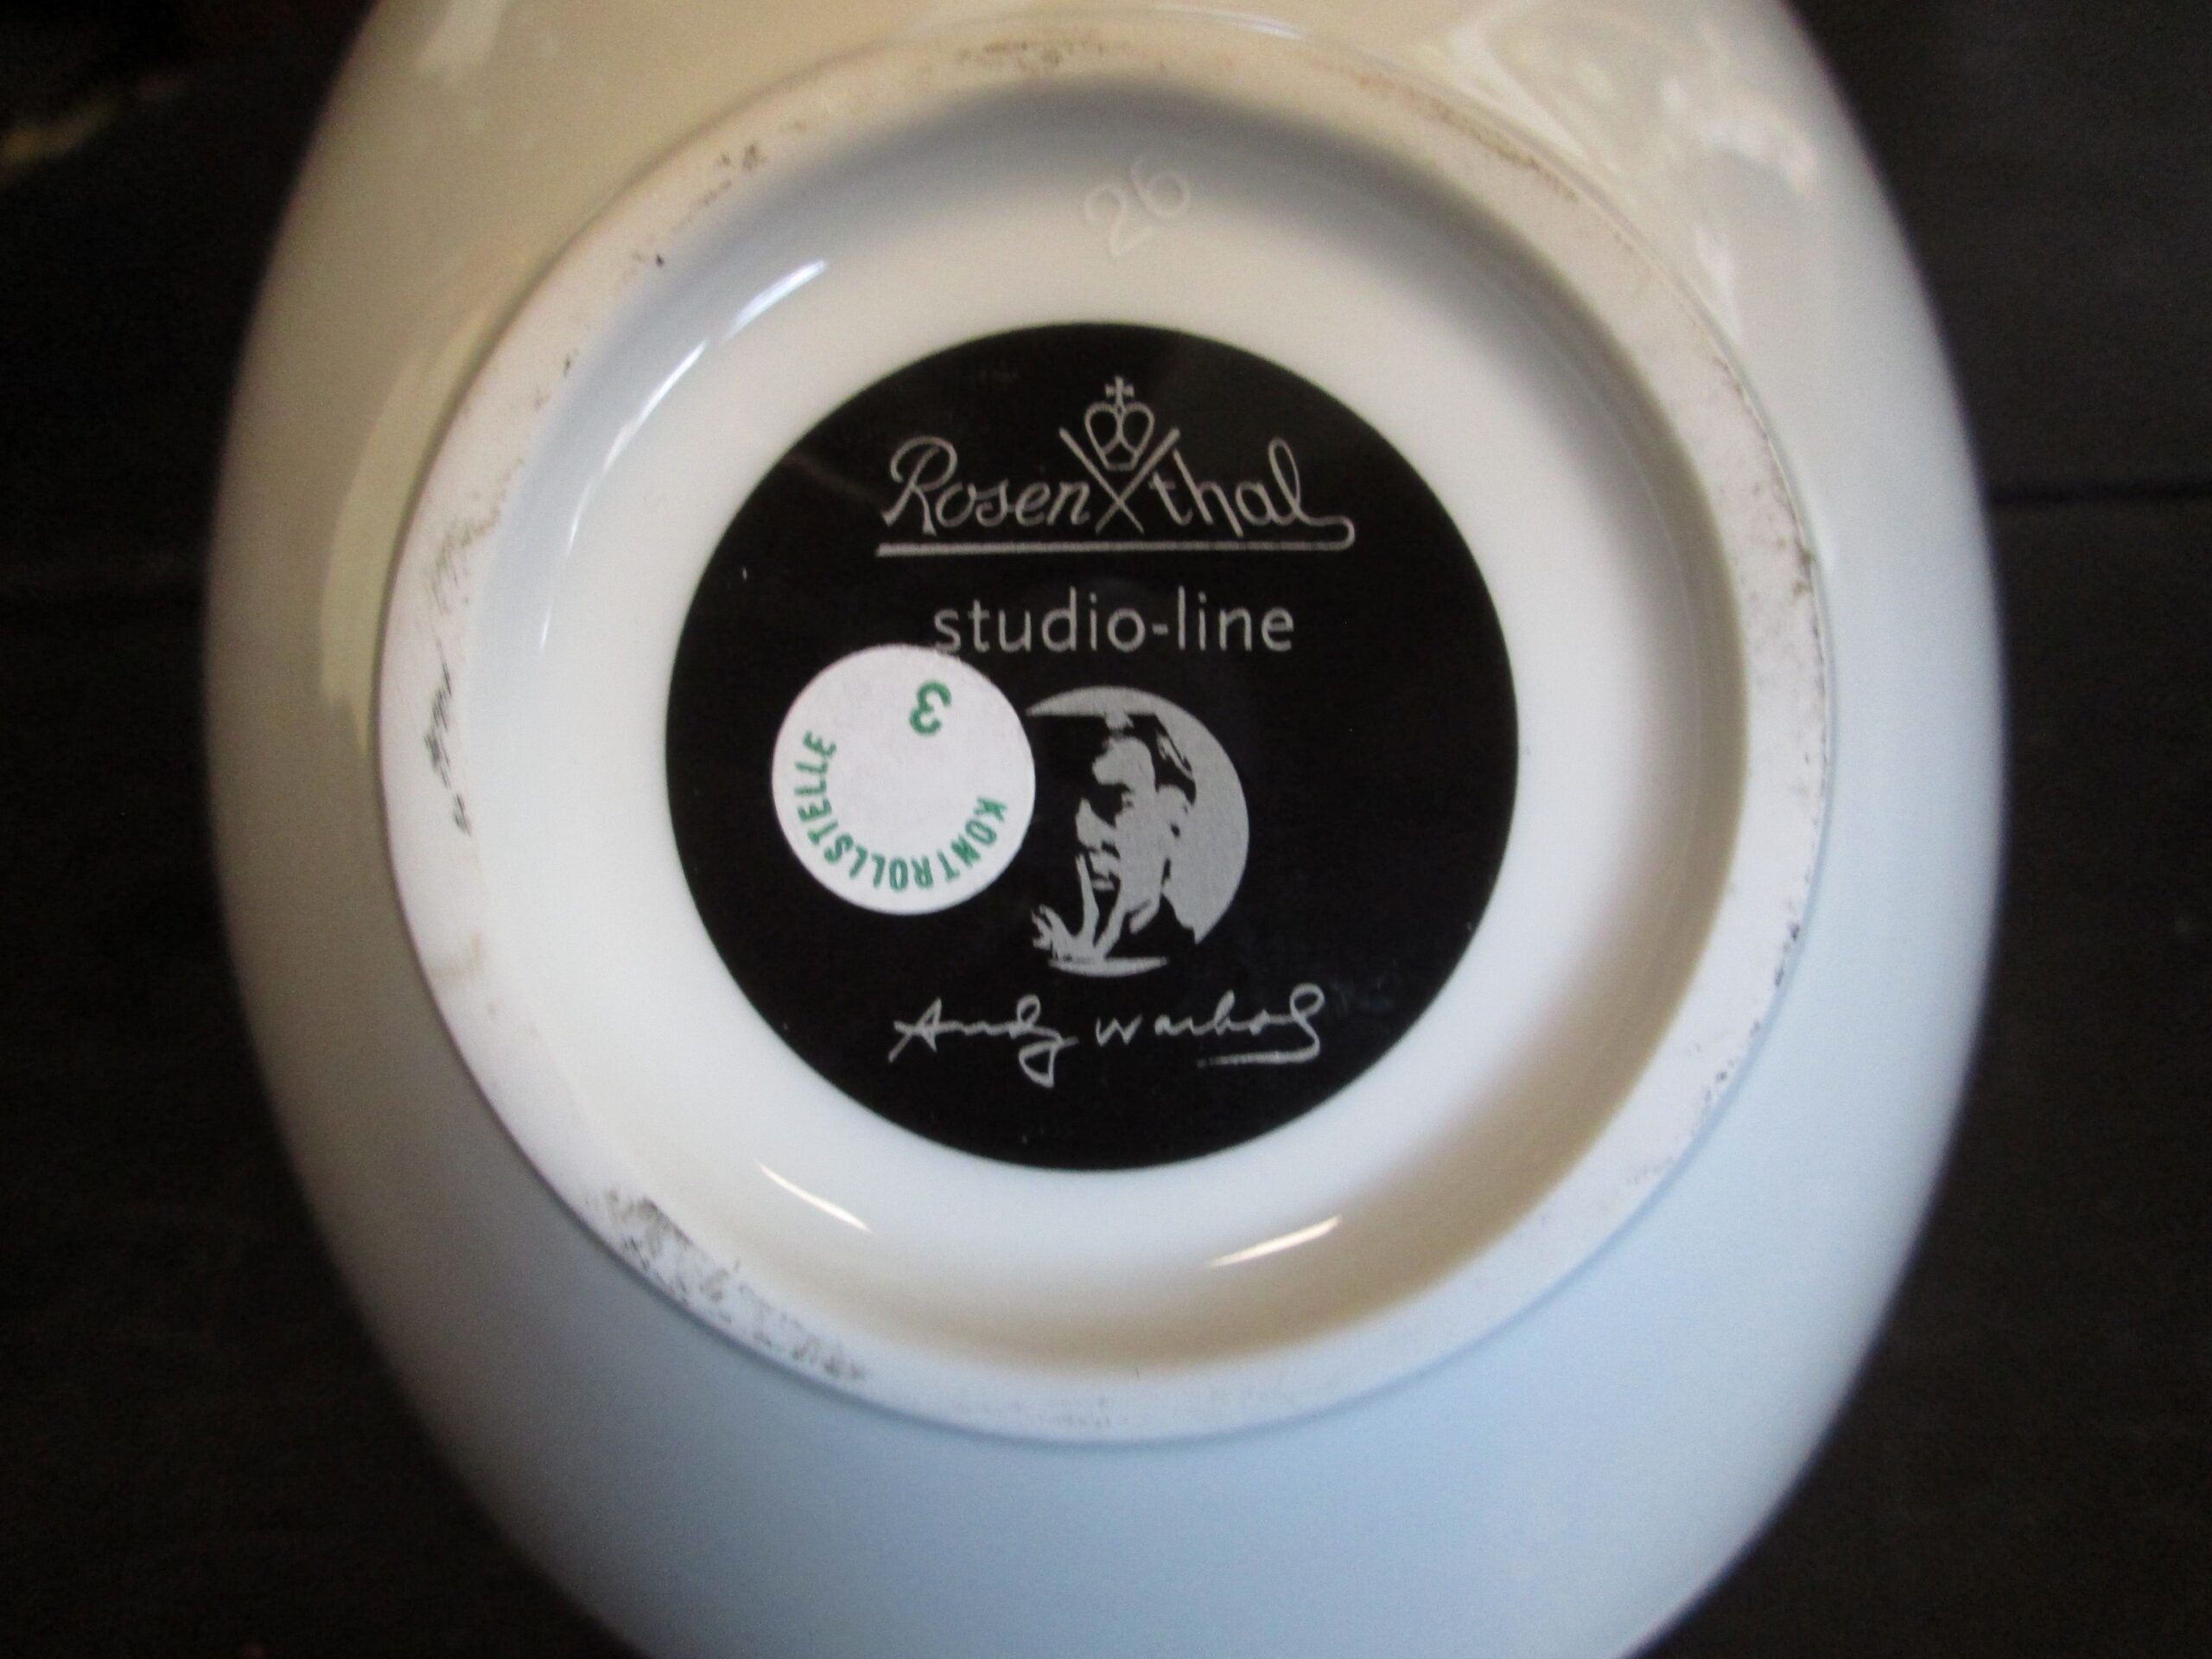 26
Rosenthal
studio-line
3
KONTROLLSTELLE
Andy Warhol